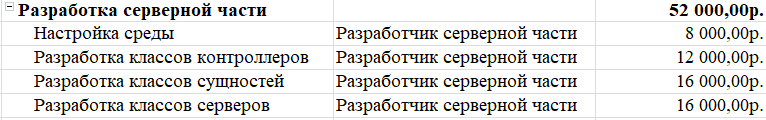 Разработка серверной части 52 000,00р.
Настройка среды Разработчик серверной части 8 000,00р.
Разработка классов контроллеров Разработчик серверной части 12 000,00р.
Разработка классов сущностей Разработчик серверной части 16 000,00р.
Разработка классов серверов Разработчик серверной части 16 000,00р.